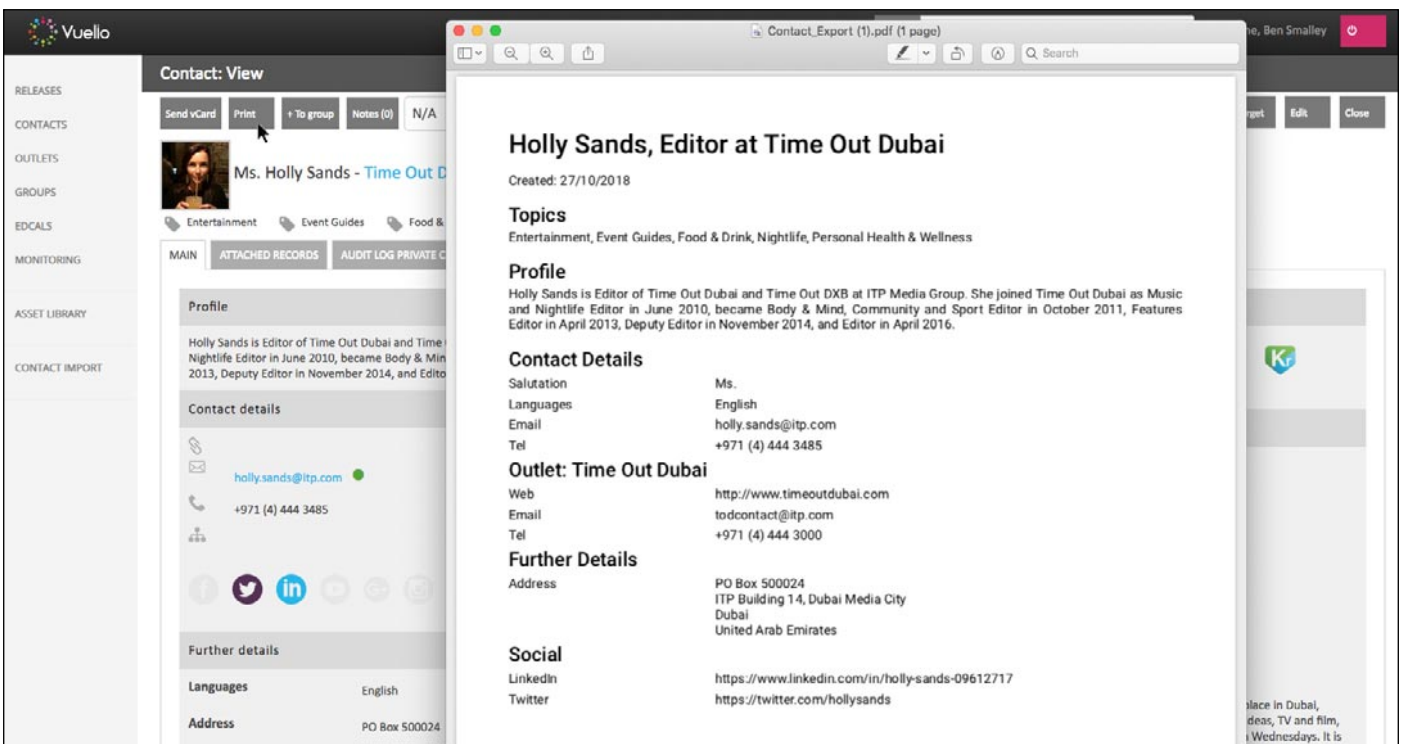 Vuello
Contact_Export (1).pdf (1 page)
Ben Smalley
Search
RELEASES
CONTACTS
OUTLETS
GROUPS
EDCALS
MONITORING
ASSET LIBRARY
CONTACT IMPORT
Contact: View
Send vCard
Print
+ To group
Notes (0)
N/A
Edit
Close
Ms. Holly Sands - Time Out
Entertainment
Event Guides
Food &
MAIN
ATTACHED RECORDS
AUDIT LOG PRIVATE
Profile
Holly Sands is Editor of Time Out Dubai and Time
Nightlife Editor in June 2010, became Body &
2013, Deputy Editor in November 2014, and
Contact details
holly.sands@itp.com
+971 (4) 444 3485
in
Further details
Languages
English
Address
PO Box 500024
Holly Sands, Editor at Time Out Dubai
Created: 27/10/2018
Topics
Entertainment, Event Guides, Food & Drink, Nightlife, Personal Health & Wellness
Profile
Holly Sands is Editor of Time Out Dubai and Time Out DXB at ITP Media Group. She joined Time Out Dubai as Music
and Nightlife Editor in June 2010, became Body & Mind, Community and Sport Editor in October 2011, Features
Editor in April 2013, Deputy Editor in November 2014, and Editor in April 2016.
Contact Details
Salutation Ms.
Languages English
Email holly.sands@itp.com
Tel +971 (4) 444 3485
Outlet: Time Out Dubai
Web http://www.timeoutdubai.com
Email todcontact@itp.com
Tel +971 (4) 444 3000
Further Details
Address PO Box 500024
ITP Building 14, Dubai Media City
Dubai
United Arab Emirates
Social
LinkedIn https://www.linkedin.com/in/holly-sands-09612717
Twitter https://twitter.com/hollysands
Kr
place in Dubai,
deas, TV and film,
Wednesdays. It is